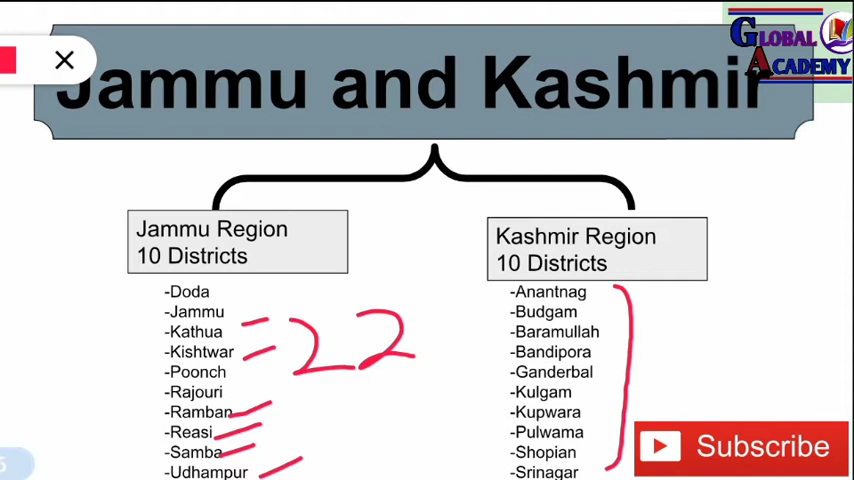 GLOBAL
ACADEMY
Jammu and Kashmir
Jammu Region
10 Districts
-Doda
-Jammu
-Kathua
-Kishtwar
-Poonch
-Rajouri
-Ramban
-Reasi
-Samba
-Udhampur
22
Kashmir Region
10 Districts
-Anantnag
-Budgam
-Baramullah
-Bandipora
-Ganderbal
-Kulgam
-Kupwara
-Pulwama
-Shopian
-Srinagar
Subscribe